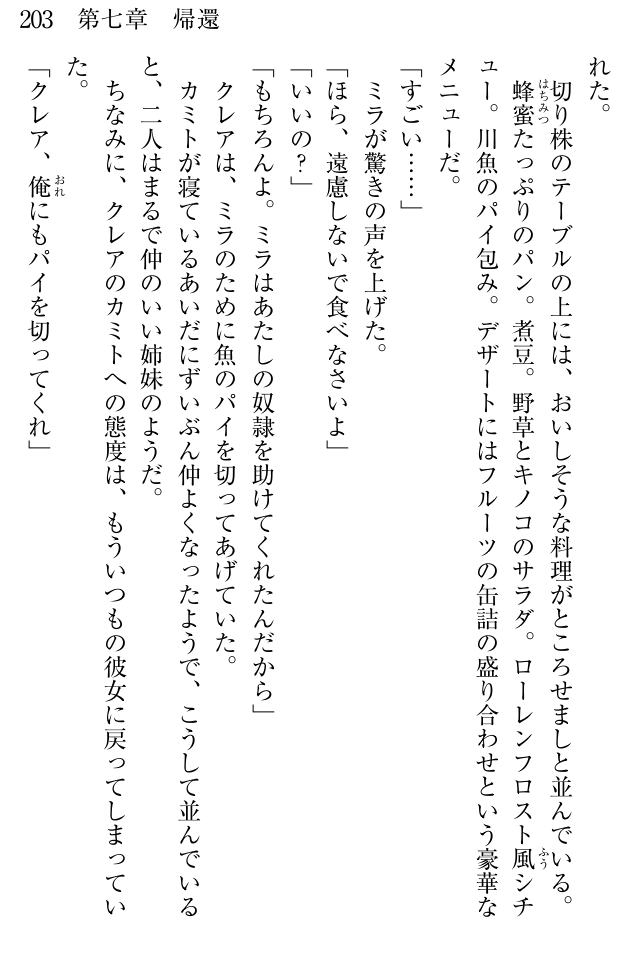 203 第七章 帰還
れた。
切り株のテーブルの上には、おいしそうな料理がところせましと並んでいる。
蜂蜜たっぷりのパン。煮豆。野草とキノコのサラダ。ローレンフロスト風シチ
ュー。川魚のパイ包み。デザートにはフルーツの缶詰の盛り合わせという豪華な
メニューだ。
「すごい……」
ミラが驚きの声を上げた。
「ほら、遠慮しないで食べなさいよ」
「いいの?」
「もちろんよ。ミラはあたしの奴隷を助けてくれたんだから」
クレアは、ミラのために魚のパイを切ってあげていた。
カミトが寝ているあいだにずいぶん仲よくなったようで、こうして並んでいる
と、二人はまるで仲のいい姉妹のようだ。
ちなみに、クレアのカミトへの態度は、もういつもの彼女に戻ってしまってい
た。
「クレア、俺にもパイを切ってくれ」